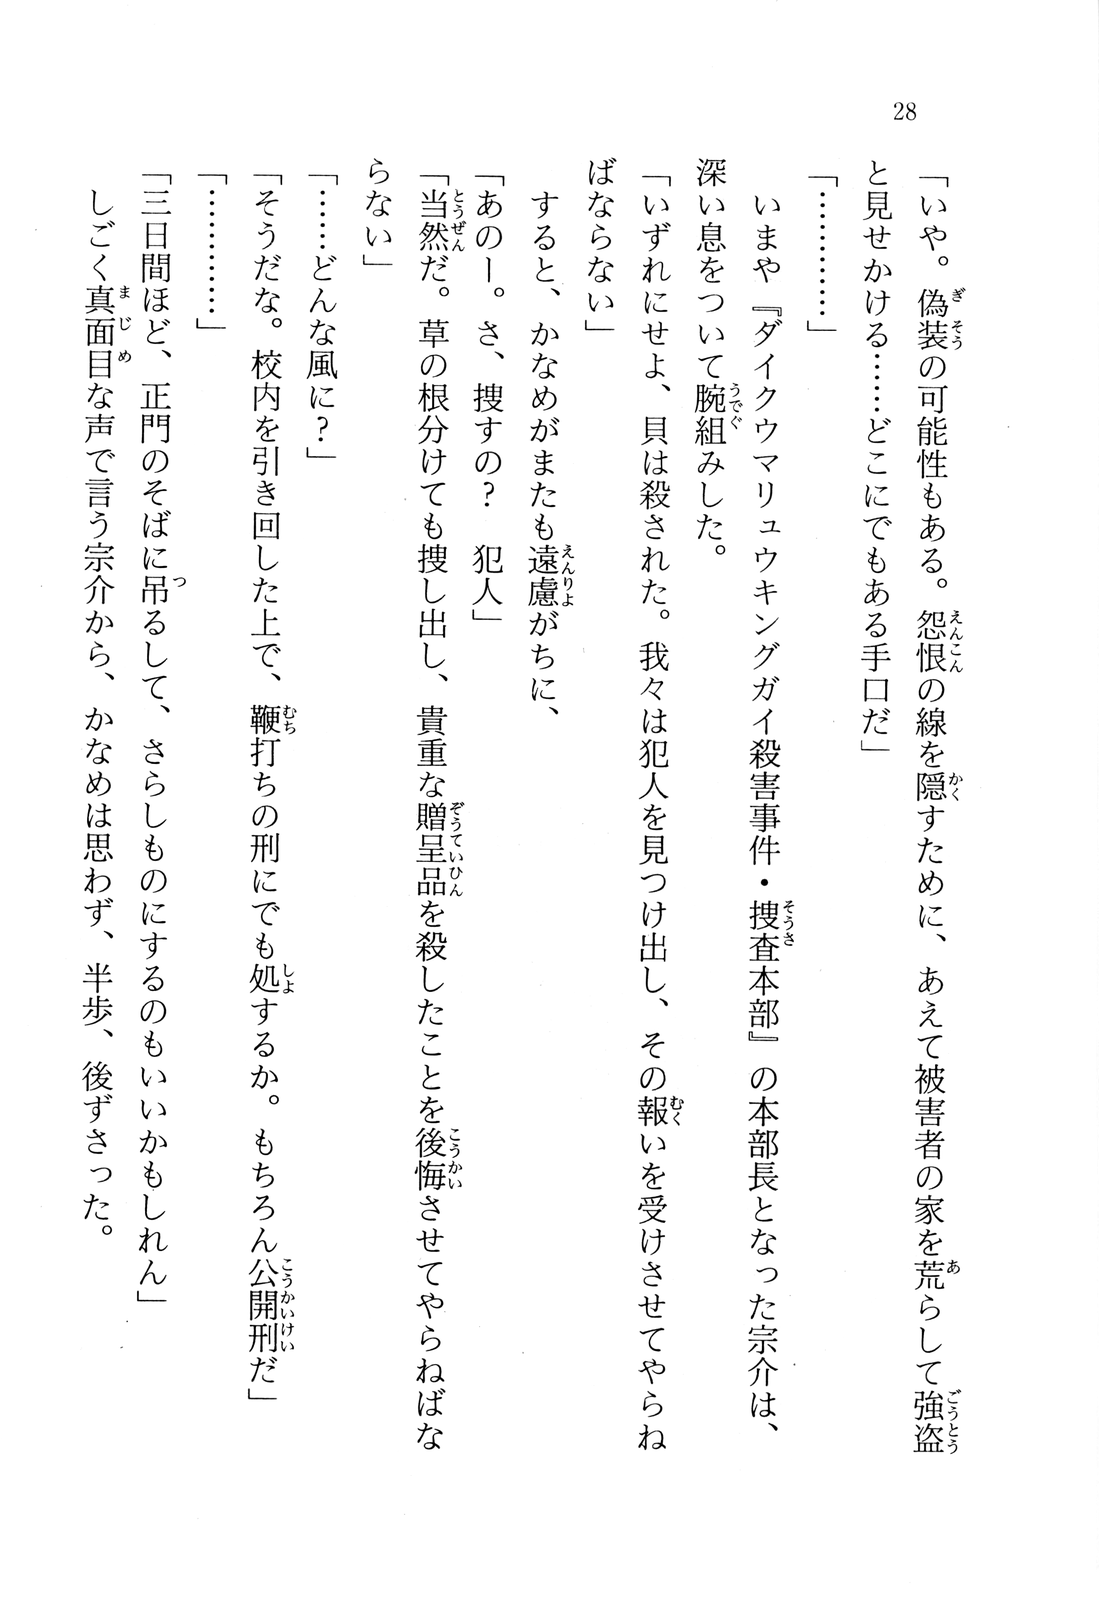 28
「いや。偽装の可能性もある。怨恨の線を隠すために、あえて被害者の家を荒らして強盗
と見せかける……どこにでもある手口だ」
「…………」
　いまや『ダイクウマリュウキングガイ殺害事件・捜査本部』の本部長となった宗介は、
深い息をついて腕組みした。
「いずれにせよ、貝は殺された。我々は犯人を見つけ出し、その報いを受けさせてやらね
ばならない」
　すると、かなめがまたも遠慮がちに、
「あのー。さ、捜すの？　犯人」
「当然だ。草の根分けても捜し出し、貴重な贈呈品を殺したことを後悔させてやらねばな
らない」
「……どんな風に？」
「そうだな。校内を引き回した上で、鞭打ちの刑にでも処するか。もちろん公開刑だ」
「…………」
「三日間ほど、正門のそばに吊るして、さらしものにするのもいいかもしれん」
　しごく真面目な声で言う宗介から、かなめは思わず、半歩、後ずさった。